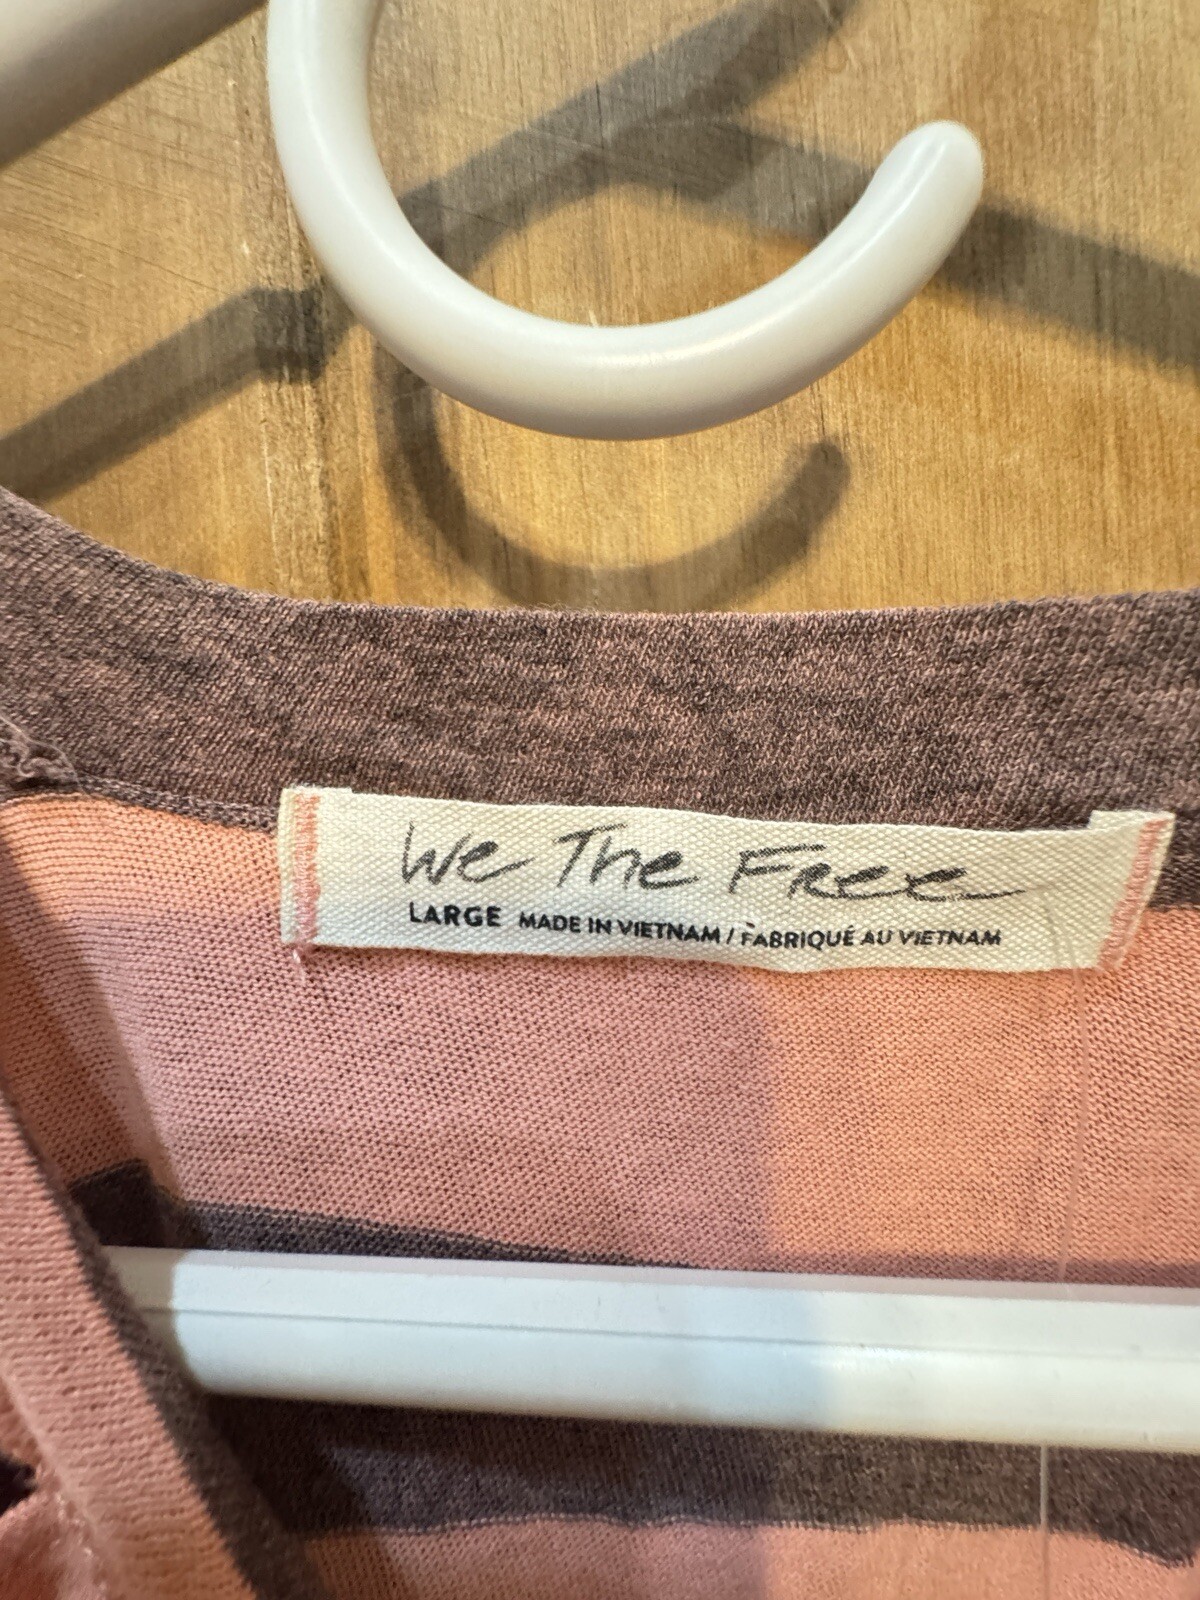 We The Free
LARGE MADE IN VIETNAM / FABRIQUÉ AU VIETNAM